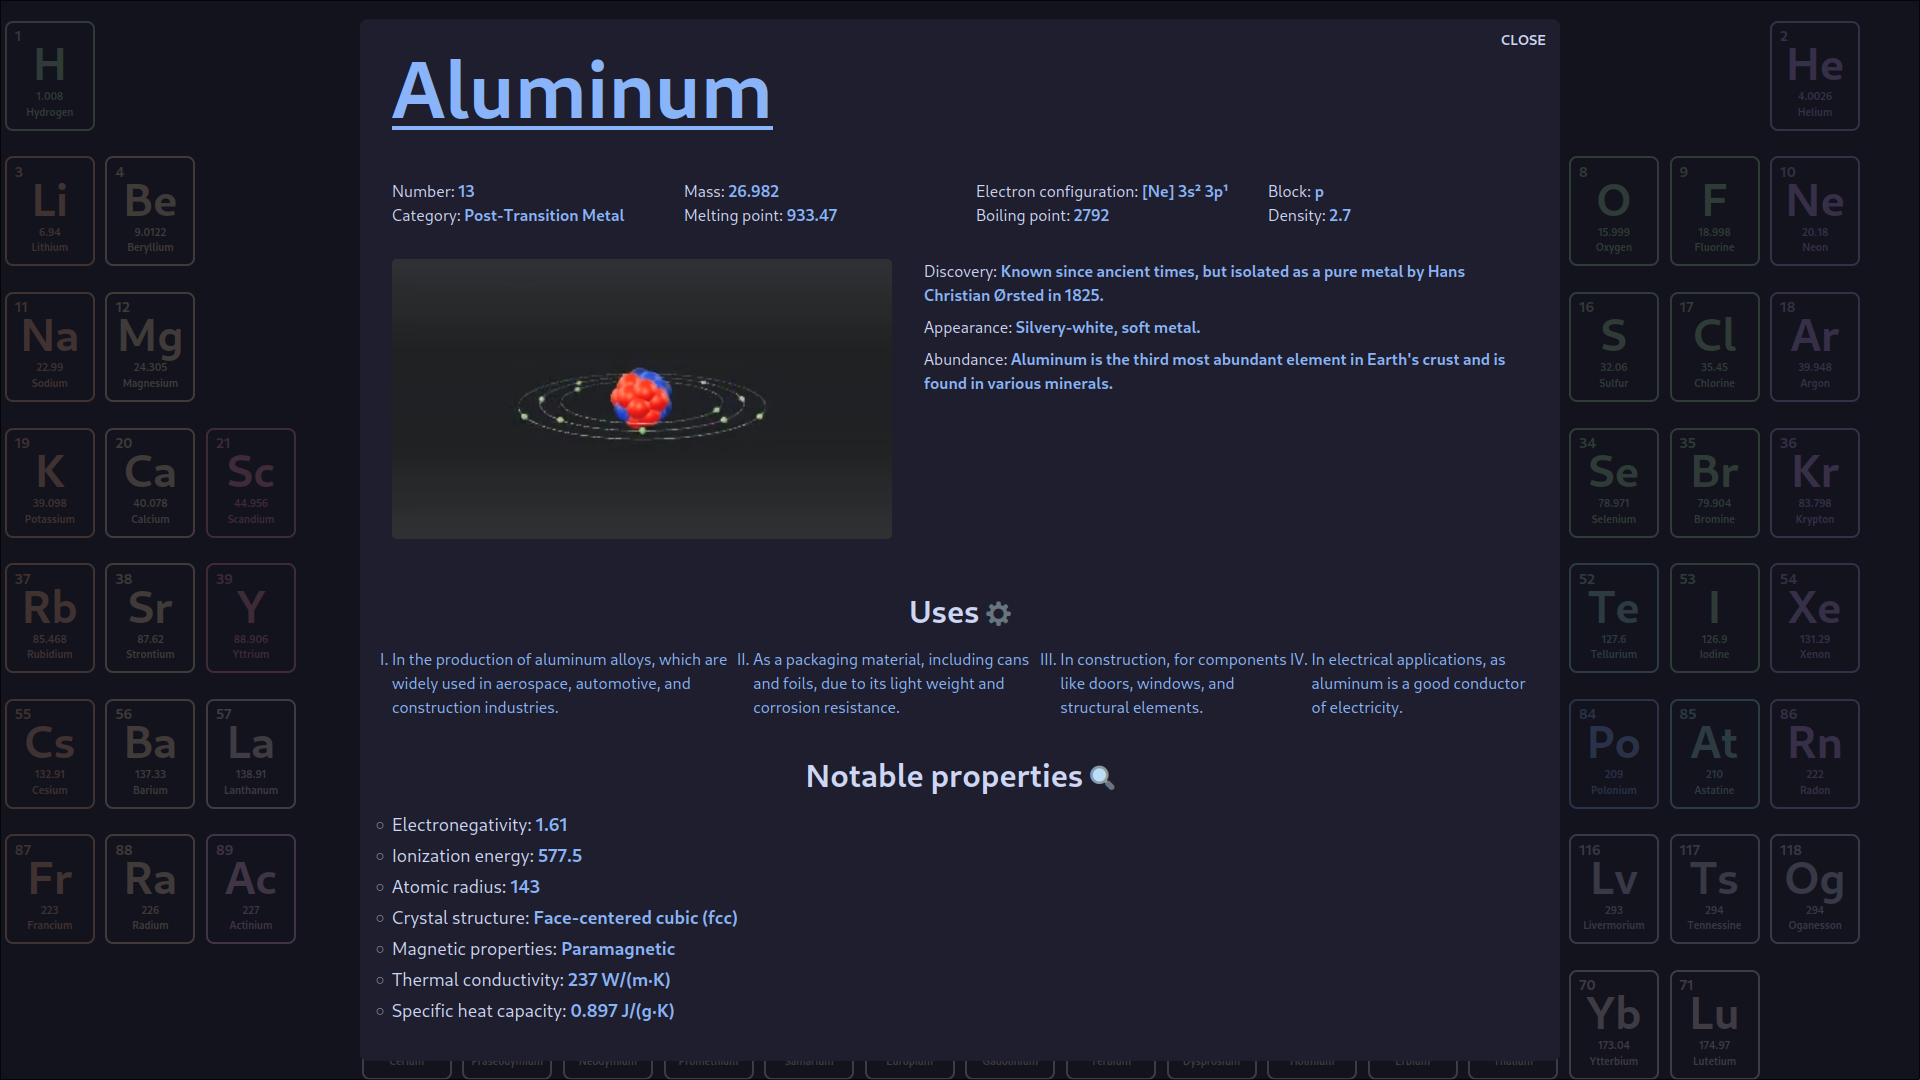 CLOSE
Aluminum
Number: 13
Mass: 26.982
Electron configuration: [Ne] 3s² 3p¹
Block: p
Category: Post-Transition Metal
Melting point: 933.47
Boiling point: 2792
Density: 2.7
Discovery: Known since ancient times, but isolated as a pure metal by Hans
Christian Ørsted in 1825.
Appearance: Silvery-white, soft metal.
Abundance: Aluminum is the third most abundant element in Earth's crust and is
found in various minerals.
Uses ⚙
I. In the production of aluminum alloys, which are
widely used in aerospace, automotive, and
construction industries.
II. As a packaging material, including cans
and foils, due to its light weight and
corrosion resistance.
III. In construction, for components
like doors, windows, and
structural elements.
IV. In electrical applications, as
aluminum is a good conductor
of electricity.
Notable properties 🔍
Electronegativity: 1.61
Ionization energy: 577.5
Atomic radius: 143
Crystal structure: Face-centered cubic (fcc)
Magnetic properties: Paramagnetic
Thermal conductivity: 237 W/(m·K)
Specific heat capacity: 0.897 J/(g·K)
1
H
1.008
Hydrogen
2
He
4.0026
Helium
3
Li
6.94
Lithium
4
Be
9.0122
Beryllium
8
O
15.999
Oxygen
9
F
18.998
Fluorine
10
Ne
20.18
Neon
11
Na
22.99
Sodium
12
Mg
24.305
Magnesium
16
S
32.06
Sulfur
17
Cl
35.45
Chlorine
18
Ar
39.948
Argon
19
K
39.098
Potassium
20
Ca
40.078
Calcium
21
Sc
44.956
Scandium
34
Se
78.971
Selenium
35
Br
79.904
Bromine
36
Kr
83.798
Krypton
37
Rb
85.468
Rubidium
38
Sr
87.62
Strontium
39
Y
88.906
Yttrium
52
Te
127.6
Tellurium
53
I
126.9
Iodine
54
Xe
131.29
Xenon
55
Cs
132.91
Cesium
56
Ba
137.33
Barium
57
La
138.91
Lanthanum
84
Po
209
Polonium
85
At
210
Astatine
86
Rn
222
Radon
87
Fr
223
Francium
88
Ra
226
Radium
89
Ac
227
Actinium
116
Lv
293
Livermorium
117
Ts
294
Tennessine
118
Og
294
Oganesson
70
Yb
173.04
Ytterbium
71
Lu
174.97
Lutetium